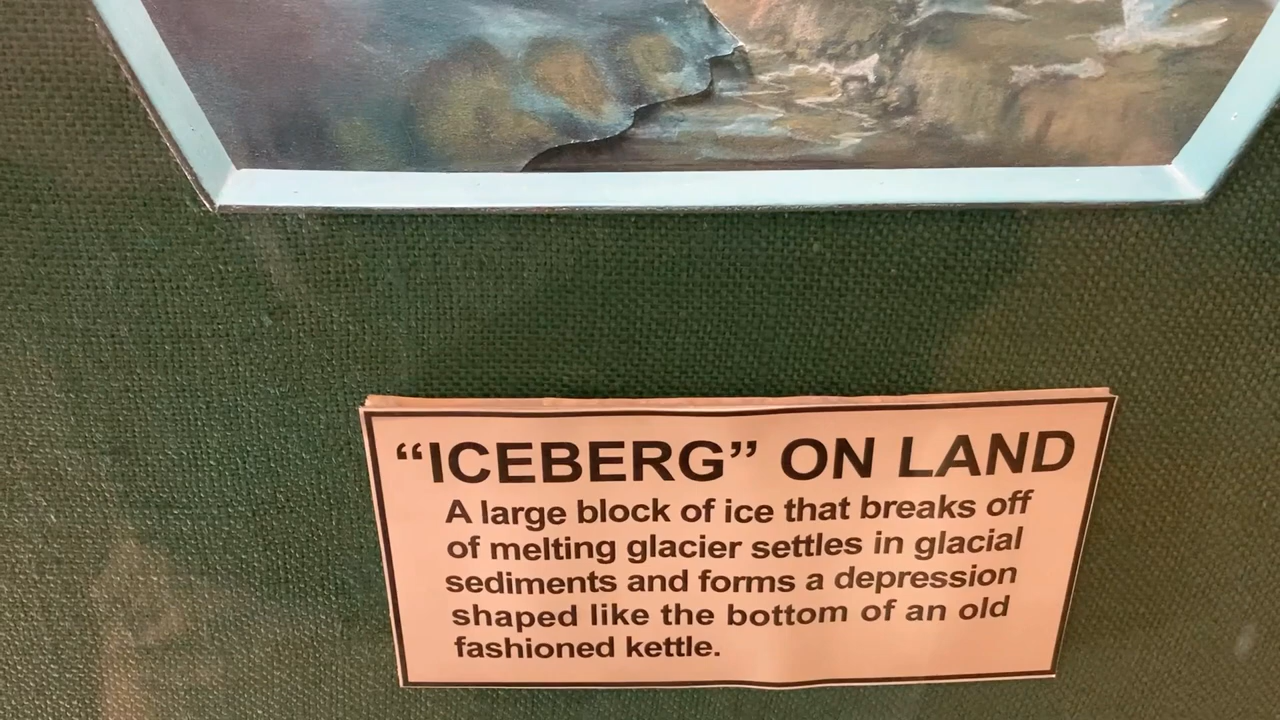 “ICEBERG” ON LAND
A large block of ice that breaks off
of melting glacier settles in glacial
sediments and forms a depression
shaped like the bottom of an old
fashioned kettle.